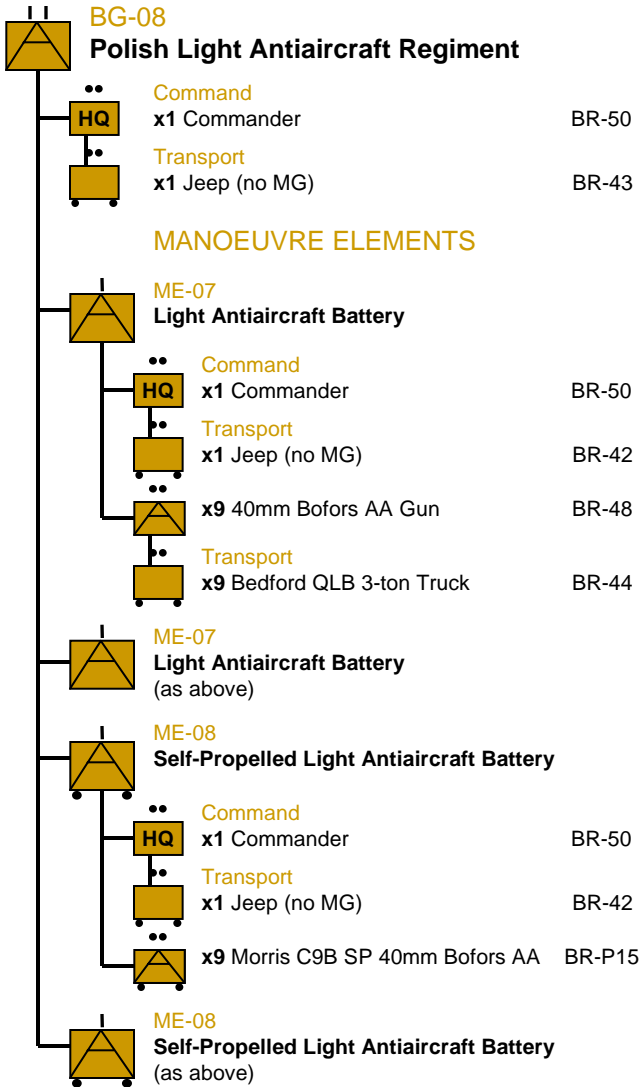 BG-08
Polish Light Antiaircraft Regiment
Command
HQ x1 Commander BR-50
Transport
x1 Jeep (no MG) BR-43
MANOEUVRE ELEMENTS
ME-07
Light Antiaircraft Battery
Command
HQ x1 Commander BR-50
Transport
x1 Jeep (no MG) BR-42
x9 40mm Bofors AA Gun BR-48
Transport
x9 Bedford QLB 3-ton Truck BR-44
ME-07
Light Antiaircraft Battery
(as above)
ME-08
Self-Propelled Light Antiaircraft Battery
Command
HQ x1 Commander BR-50
Transport
x1 Jeep (no MG) BR-42
x9 Morris C9B SP 40mm Bofors AA BR-P15
ME-08
Self-Propelled Light Antiaircraft Battery
(as above)